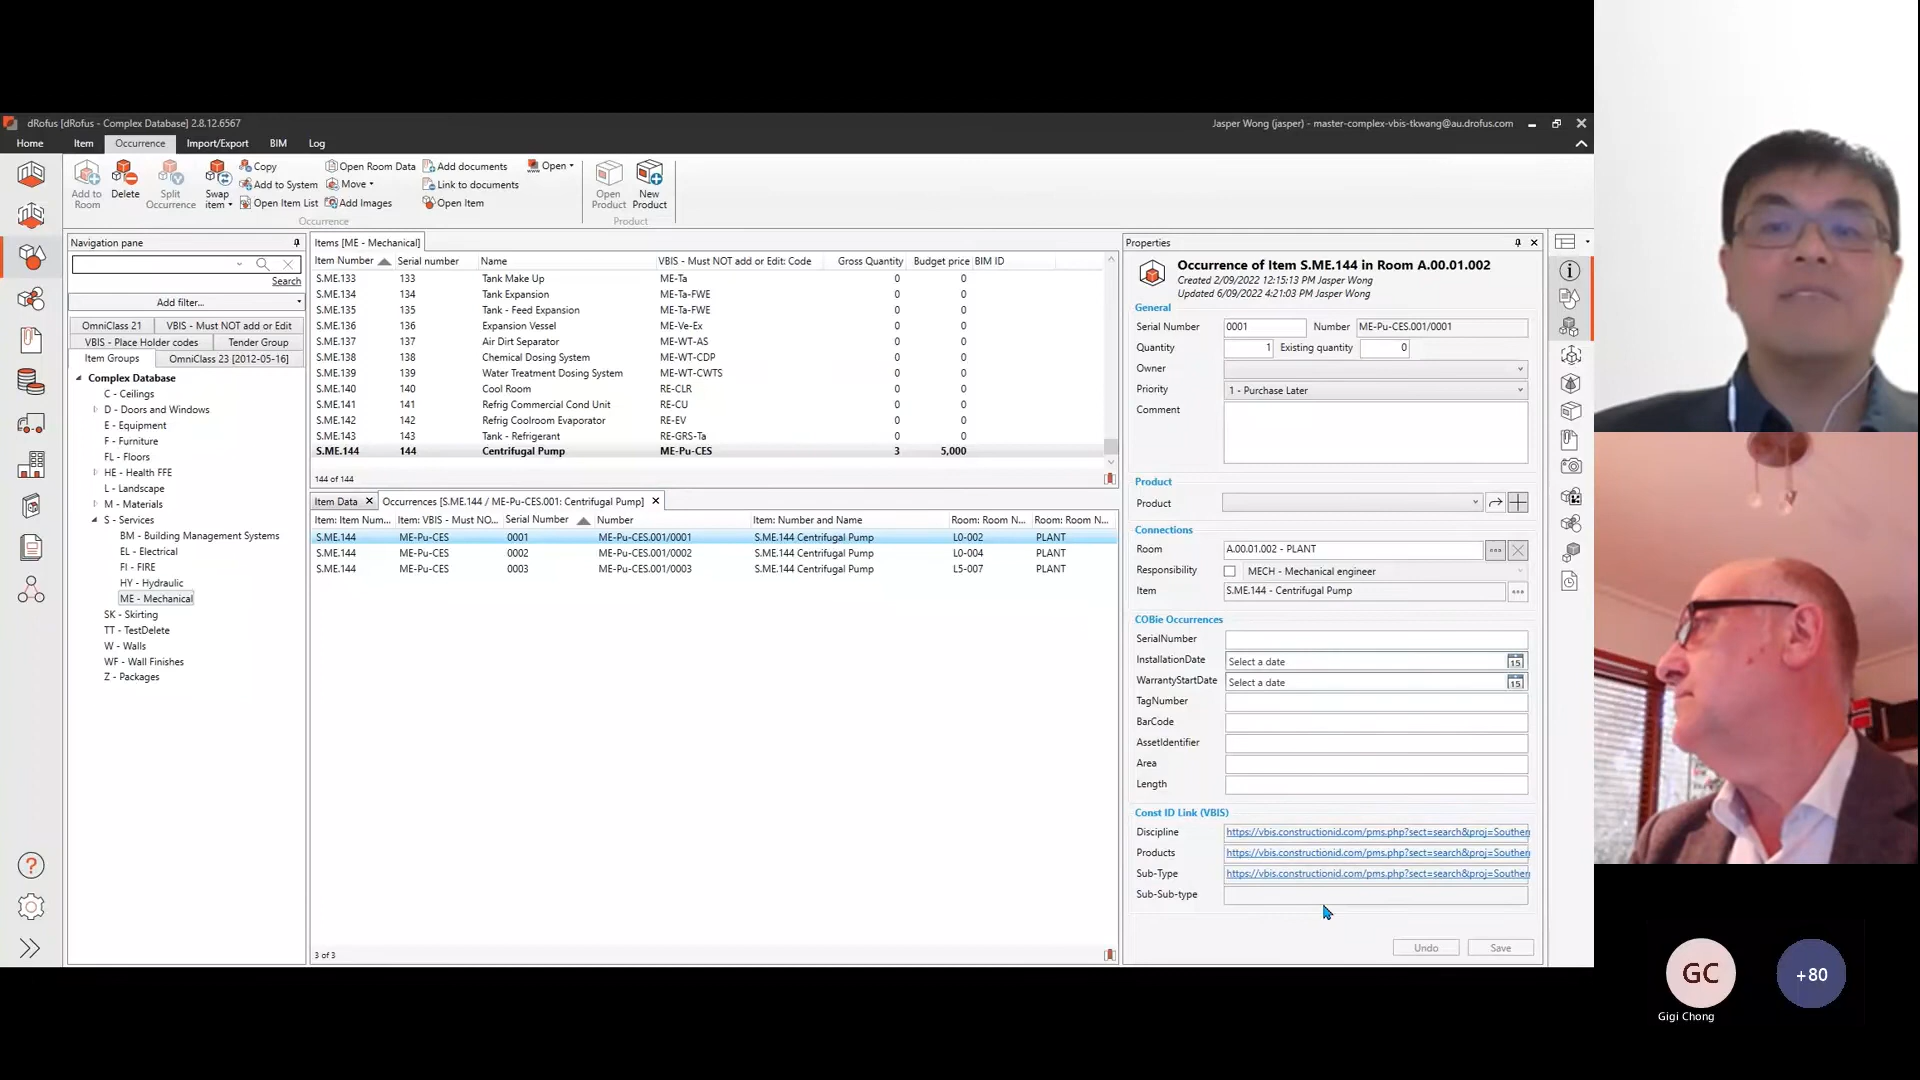 dRofus [dRofus - Complex Database] 2.8.12.6567
Jasper Wong (jasper) - master-complex-vbis-tkwang@au.drofus.com
Home Item Occurrence Import/Export BIM Log
Add to Room
Delete
Split Occurrence
Swap item
Copy
Add to System
Open Item List
Open Room Data
Move
Add Images
Add documents
Link to documents
Open Item
Open
Occurrence
Open Product
New Product
Product
Navigation pane
Search
Add filter...
OmniClass 21 VBIS - Must NOT add or Edit
VBIS - Place Holder codes Tender Group
Item Groups OmniClass 23 [2012-05-16]
Complex Database
C - Ceilings
D - Doors and Windows
E - Equipment
F - Furniture
FL - Floors
HE - Health FFE
L - Landscape
M - Materials
S - Services
BM - Building Management Systems
EL - Electrical
FI - FIRE
HY - Hydraulic
ME - Mechanical
SK - Skirting
TT - TestDelete
W - Walls
WF - Wall Finishes
Z - Packages
Items [ME - Mechanical]
Item Number Serial number Name VBIS - Must NOT add or Edit: Code Gross Quantity Budget price BIM ID
S.ME.133 133 Tank Make Up ME-Ta 0 0
S.ME.134 134 Tank Expansion ME-Ta-FWE 0 0
S.ME.135 135 Tank - Feed Expansion ME-Ta-FWE 0 0
S.ME.136 136 Expansion Vessel ME-Ve-Ex 0 0
S.ME.137 137 Air Dirt Separator ME-WT-AS 0 0
S.ME.138 138 Chemical Dosing System ME-WT-CDP 0 0
S.ME.139 139 Water Treatment Dosing System ME-WT-CWTS 0 0
S.ME.140 140 Cool Room RE-CLR 0 0
S.ME.141 141 Refrig Commercial Cond Unit RE-CU 0 0
S.ME.142 142 Refrig Coolroom Evaporator RE-EV 0 0
S.ME.143 143 Tank - Refrigerant RE-GRS-Ta 0 0
S.ME.144 144 Centrifugal Pump ME-Pu-CES 3 5,000
144 of 144
Item Data Occurrences [S.ME.144 / ME-Pu-CES.001: Centrifugal Pump]
Item: Item Num... Item: VBIS - Must NO... Serial Number Number Item: Number and Name Room: Room N... Room: Room N...
S.ME.144 ME-Pu-CES 0001 ME-Pu-CES.001/0001 S.ME.144 Centrifugal Pump L0-002 PLANT
S.ME.144 ME-Pu-CES 0002 ME-Pu-CES.001/0002 S.ME.144 Centrifugal Pump L0-004 PLANT
S.ME.144 ME-Pu-CES 0003 ME-Pu-CES.001/0003 S.ME.144 Centrifugal Pump L5-007 PLANT
3 of 3
Properties
Occurrence of Item S.ME.144 in Room A.00.01.002
Created 2/09/2022 12:15:13 PM Jasper Wong
Updated 6/09/2022 4:21:03 PM Jasper Wong
General
Serial Number 0001 Number ME-Pu-CES.001/0001
Quantity 1 Existing quantity 0
Owner
Priority 1 - Purchase Later
Comment
Product
Product
Connections
Room A.00.01.002 - PLANT
Responsibility MECH - Mechanical engineer
Item S.ME.144 - Centrifugal Pump
COBie Occurrences
SerialNumber
InstallationDate Select a date 15
WarrantyStartDate Select a date 15
TagNumber
BarCode
AssetIdentifier
Area
Length
Const ID Link (VBIS)
Discipline https://vbis.constructionid.com/pms.php?sect=search&proj=Southern
Products https://vbis.constructionid.com/pms.php?sect=search&proj=Southern
Sub-Type https://vbis.constructionid.com/pms.php?sect=search&proj=Southern
Sub-Sub-type
Undo Save
GC
+80
Gigi Chong